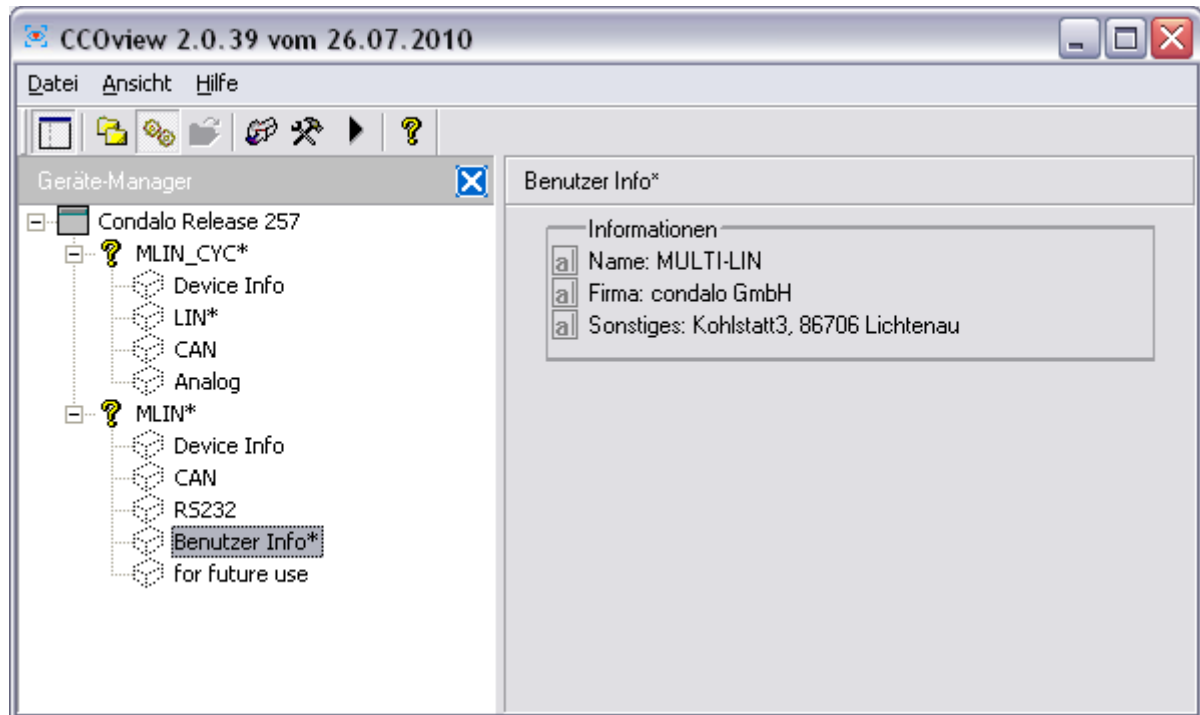 CCOview 2.0.39 vom 26.07.2010
Datei Ansicht Hilfe
Geräte-Manager
Condalo Release 257
MLIN_CYC*
Device Info
LIN*
CAN
Analog
MLIN*
Device Info
CAN
RS232
Benutzer Info*
for future use
Benutzer Info*
Informationen
Name: MULTI-LIN
Firma: condalo GmbH
Sonstiges: Kohlstatt3, 86706 Lichtenau